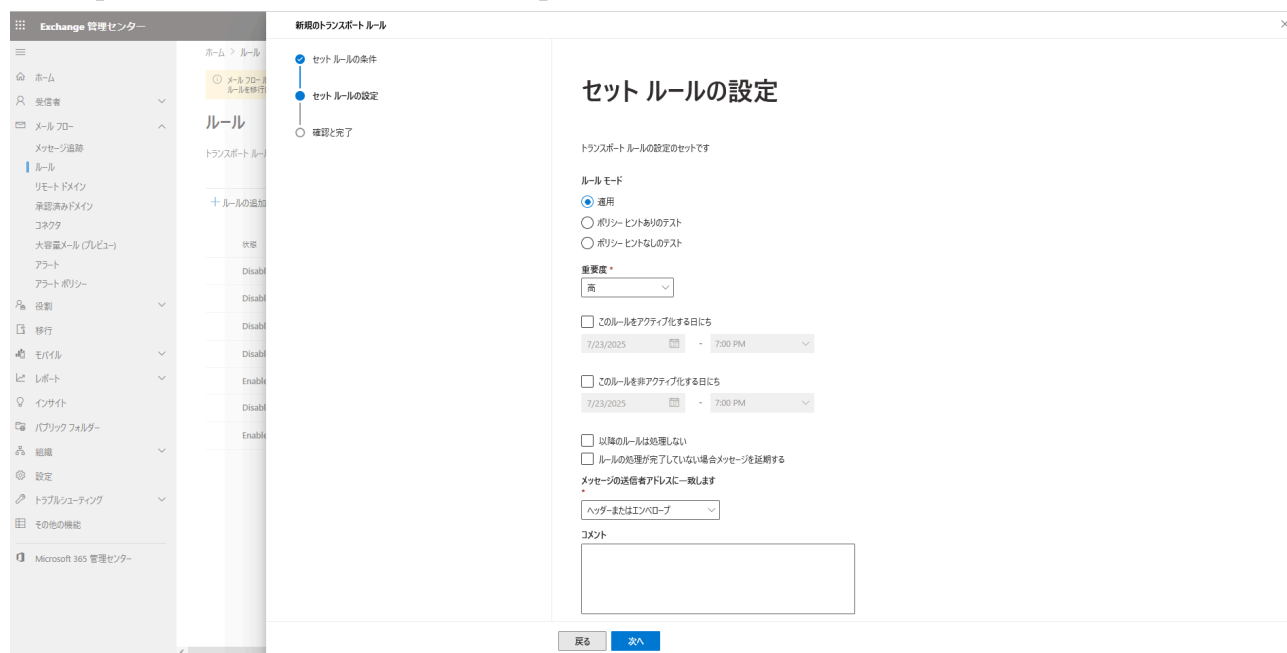 Exchange 管理センター
新規のトランスポート ルール
ホーム
受信者
メール フロー
メッセージ追跡
ルール
リモート ドメイン
承認済みドメイン
コネクタ
大容量メール (プレビュー)
アラート
アラート ポリシー
役割
移行
モバイル
レポート
インサイト
パブリック フォルダー
組織
設定
トラブルシューティング
その他の機能
Microsoft 365 管理センター
ホーム > ルール
メール フロー ル
ルールを移行
ルール
トランスポート ルー
ルールの追加
状態
Disabl
Disabl
Disabl
Disabl
Enable
Disabl
Enable
セット ルールの条件
セット ルールの設定
確認と完了
セット ルールの設定
トランスポート ルールの設定のセットです
ルール モード
適用
ポリシー ヒントありのテスト
ポリシー ヒントなしのテスト
重要度 *
高
このルールをアクティブ化する日にち
7/23/2025 - 7:00 PM
このルールを非アクティブ化する日にち
7/23/2025 - 7:00 PM
以降のルールは処理しない
ルールの処理が完了していない場合メッセージを延期する
メッセージの送信者アドレスに一致します
*
ヘッダーまたはエンベロープ
コメント
戻る 次へ